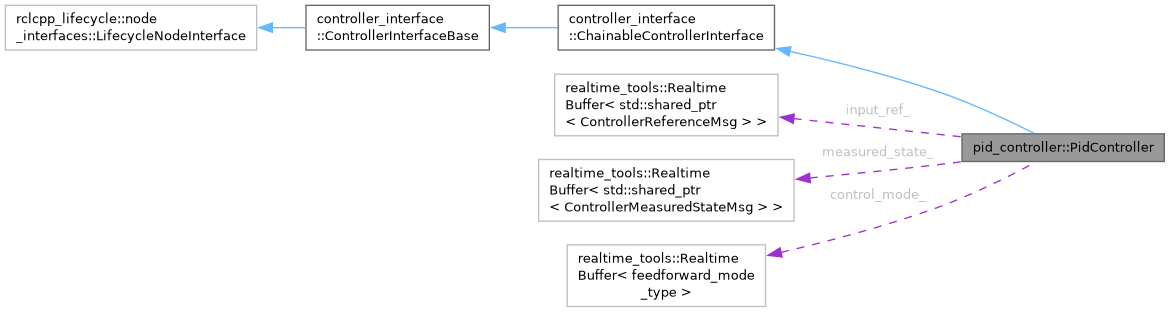 rclcpp_lifecycle::node
_interfaces::LifecycleNodeInterface
controller_interface
::ControllerInterfaceBase
controller_interface
::ChainableControllerInterface
realtime_tools::Realtime
Buffer< std::shared_ptr
< ControllerReferenceMsg > >
input_ref_
pid_controller::PidController
measured_state_
realtime_tools::Realtime
Buffer< std::shared_ptr
< ControllerMeasuredStateMsg > >
control_mode_
realtime_tools::Realtime
Buffer< feedforward_mode
_type >